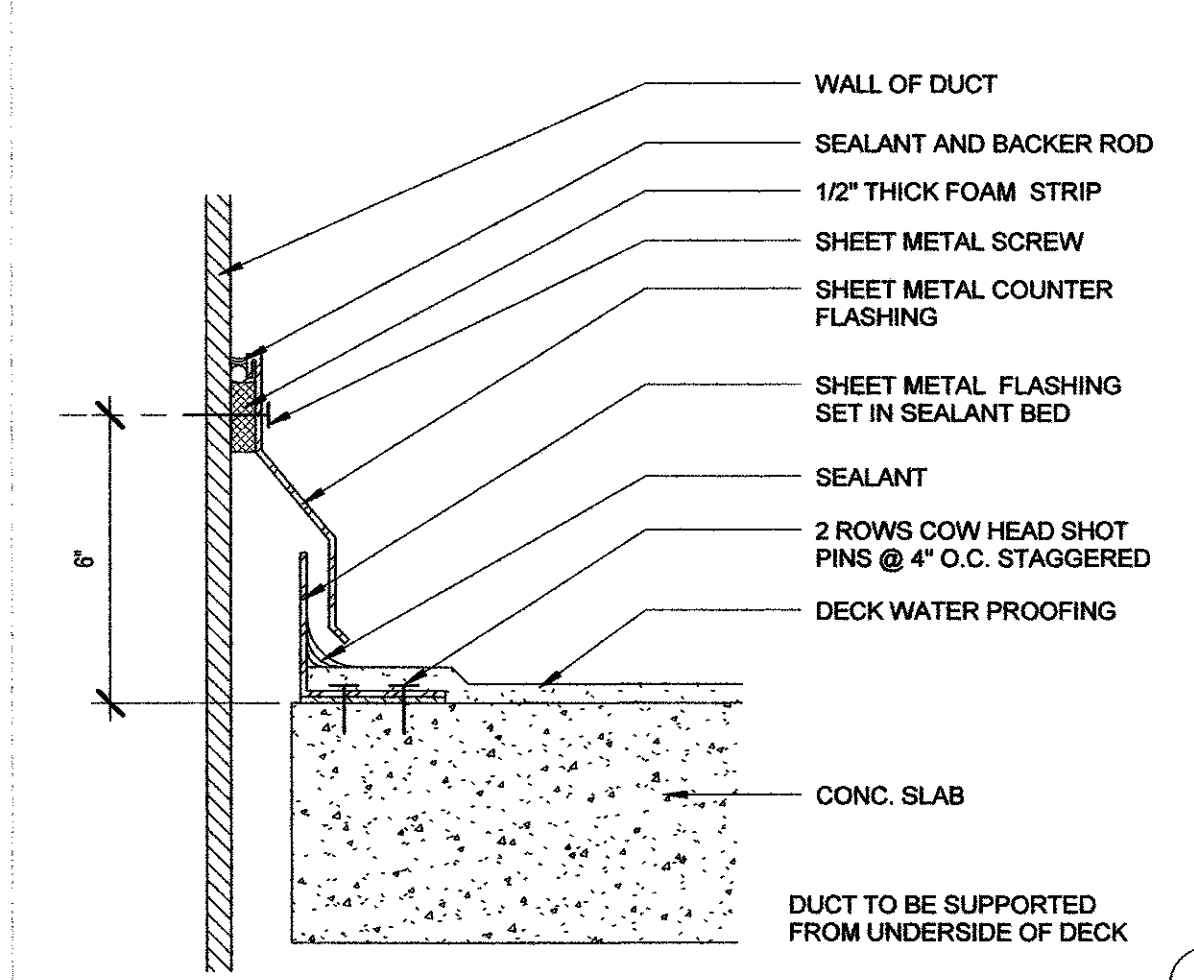 WALL OF DUCT
SEALANT AND BACKER ROD
1/2" THICK FOAM STRIP
SHEET METAL SCREW
SHEET METAL COUNTER
FLASHING
SHEET METAL FLASHING
SET IN SEALANT BED
SEALANT
2 ROWS COW HEAD SHOT
PINS @ 4" O.C. STAGGERED
DECK WATER PROOFING
6"
CONC. SLAB
DUCT TO BE SUPPORTED
FROM UNDERSIDE OF DECK